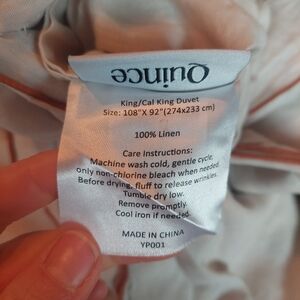 Quince
King/Cal King Duvet
Size: 108"X 92"(274x233 cm)
100% Linen
Care Instructions:
Machine wash cold, gentle cycle,
only non-chlorine bleach when needed.
Before drying, fluff to release wrinkles.
Tumble dry low.
Remove promptly.
Cool iron if needed.
MADE IN CHINA
YP001